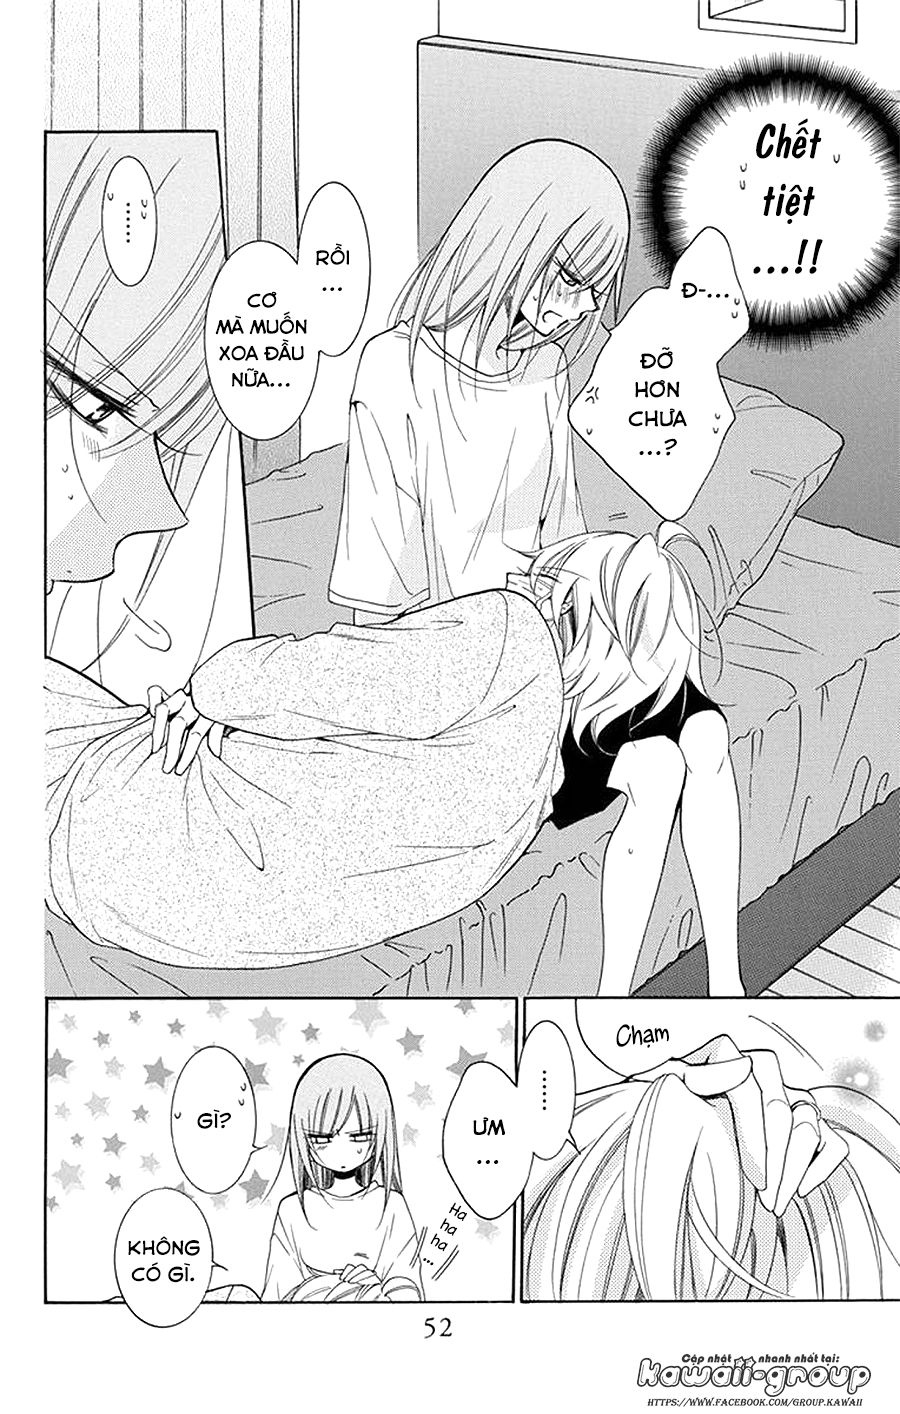 Chết
tiệt
...!!
Đ-...
ĐỠ
HƠN
CHƯA
...?
RỒI
...
CƠ
MÀ MUỐN
XOA ĐẦU
NỮA...
......
Chạm
......
ƯM
...
Ha
ha
ha
...
GÌ?
KHÔNG
CÓ GÌ.
52
Cập nhật nhanh nhất tại:
kawaii-group
HTTPS://WWW.FACEBOOK.COM/GROUP.KAWAII